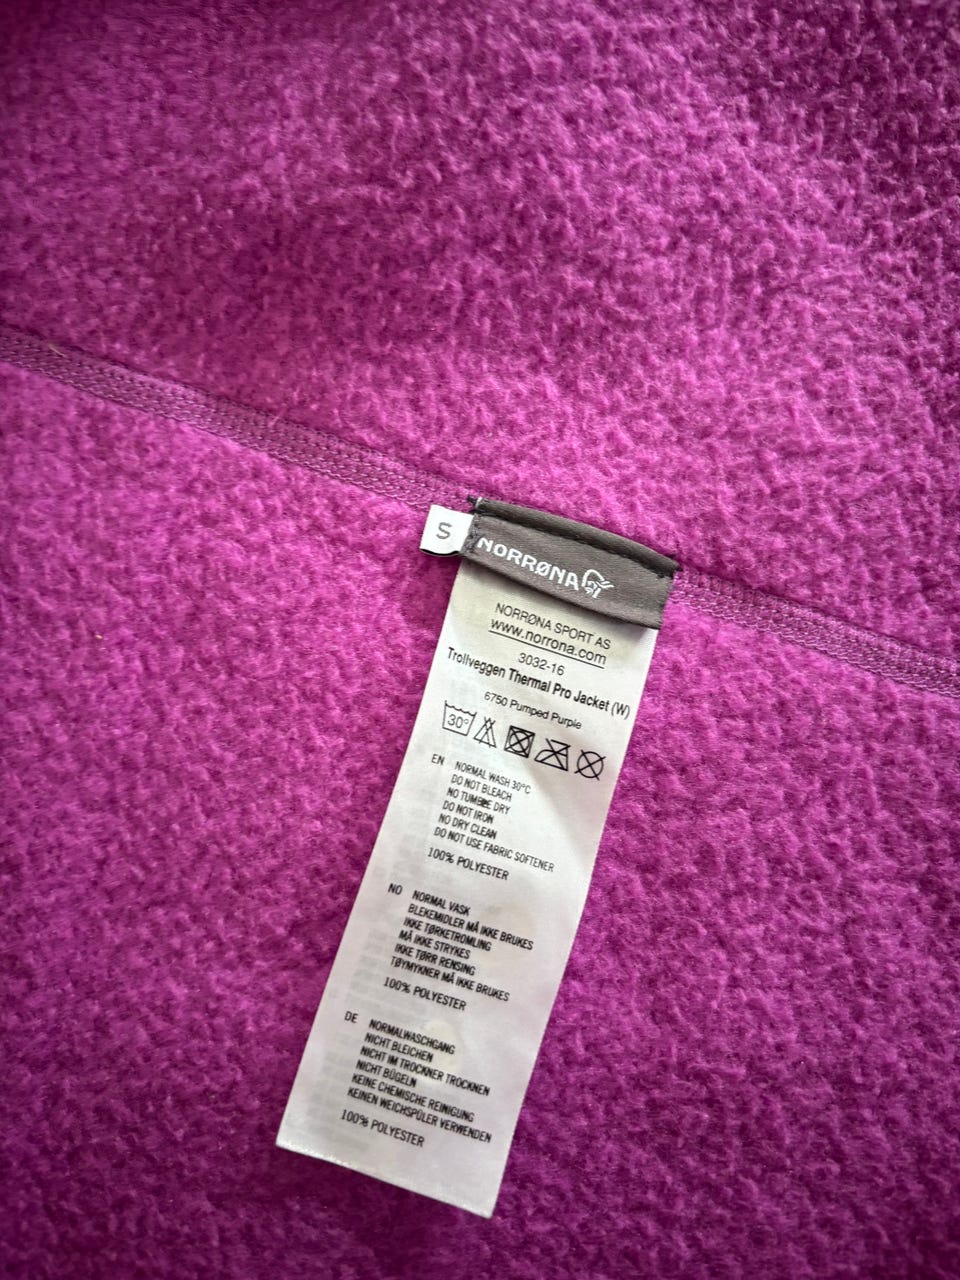 S
NORRØNA
NORRØNA SPORT AS
www.norrona.com
3032-16
Trollveggen Thermal Pro Jacket (W)
6750 Pumped Purple
30°
EN NORMAL WASH 30°C
DO NOT BLEACH
NO TUMBLE DRY
DO NOT IRON
NO DRY CLEAN
DO NOT USE FABRIC SOFTENER
100% POLYESTER
NO NORMAL VASK
BLEKEMIDLER MÅ IKKE BRUKES
IKKE TØRKETROMLING
MÅ IKKE STRYKES
IKKE TØRR RENSING
TØYMYKNER MÅ IKKE BRUKES
100% POLYESTER
DE NORMALWASCHGANG
NICHT BLEICHEN
NICHT IM TROCKNER TROCKNEN
NICHT BÜGELN
KEINE CHEMISCHE REINIGUNG
KEINEN WEICHSPÜLER VERWENDEN
100% POLYESTER